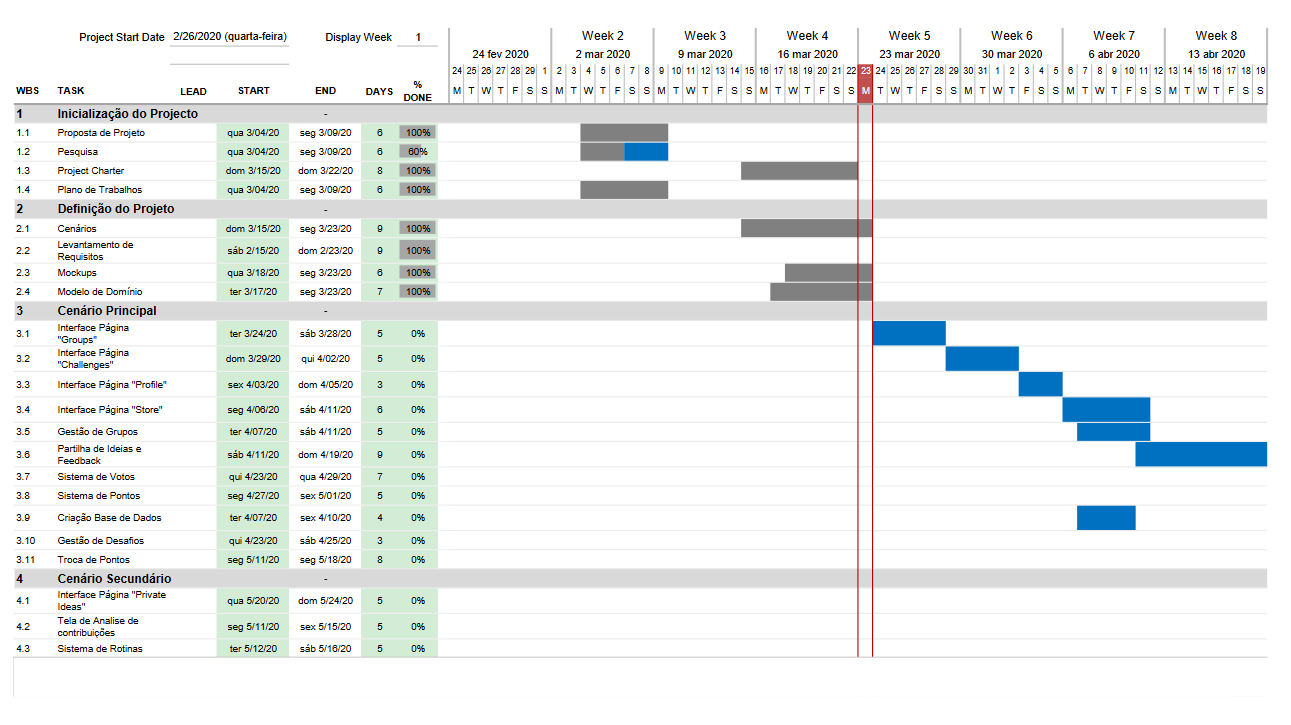 Project Start Date 2/26/2020 (quarta-feira) Display Week 1 Week 2 Week 3 Week 4 Week 5 Week 6 Week 7 Week 8
24 fev 2020 2 mar 2020 9 mar 2020 16 mar 2020 23 mar 2020 30 mar 2020 6 abr 2020 13 abr 2020
24 25 26 27 28 29 1 2 3 4 5 6 7 8 9 10 11 12 13 14 15 16 17 18 19 20 21 22 23 24 25 26 27 28 29 30 31 1 2 3 4 5 6 7 8 9 10 11 12 13 14 15 16 17 18 19
WBS TASK LEAD START END DAYS % DONE M T W T F S S M T W T F S S M T W T F S S M T W T F S S M T W T F S S M T W T F S S M T W T F S S M T W T F S S
1 Inicialização do Projecto -
1.1 Proposta de Projeto qua 3/04/20 seg 3/09/20 6 100%
1.2 Pesquisa qua 3/04/20 seg 3/09/20 6 60%
1.3 Project Charter dom 3/15/20 dom 3/22/20 8 100%
1.4 Plano de Trabalhos qua 3/04/20 seg 3/09/20 6 100%
2 Definição do Projeto -
2.1 Cenários dom 3/15/20 seg 3/23/20 9 100%
2.2 Levantamento de Requisitos sáb 2/15/20 dom 2/23/20 9 100%
2.3 Mockups qua 3/18/20 seg 3/23/20 6 100%
2.4 Modelo de Domínio ter 3/17/20 seg 3/23/20 7 100%
3 Cenário Principal -
3.1 Interface Página "Groups" ter 3/24/20 sáb 3/28/20 5 0%
3.2 Interface Página "Challenges" dom 3/29/20 qui 4/02/20 5 0%
3.3 Interface Página "Profile" sex 4/03/20 dom 4/05/20 3 0%
3.4 Interface Página "Store" seg 4/06/20 sáb 4/11/20 6 0%
3.5 Gestão de Grupos ter 4/07/20 sáb 4/11/20 5 0%
3.6 Partilha de Ideias e Feedback sáb 4/11/20 dom 4/19/20 9 0%
3.7 Sistema de Votos qui 4/23/20 qua 4/29/20 7 0%
3.8 Sistema de Pontos seg 4/27/20 sex 5/01/20 5 0%
3.9 Criação Base de Dados ter 4/07/20 sex 4/10/20 4 0%
3.10 Gestão de Desafios qui 4/23/20 sáb 4/25/20 3 0%
3.11 Troca de Pontos seg 5/11/20 seg 5/18/20 8 0%
4 Cenário Secundário -
4.1 Interface Página "Private Ideas" qua 5/20/20 dom 5/24/20 5 0%
4.2 Tela de Analise de contribuições seg 5/11/20 sex 5/15/20 5 0%
4.3 Sistema de Rotinas ter 5/12/20 sáb 5/16/20 5 0%